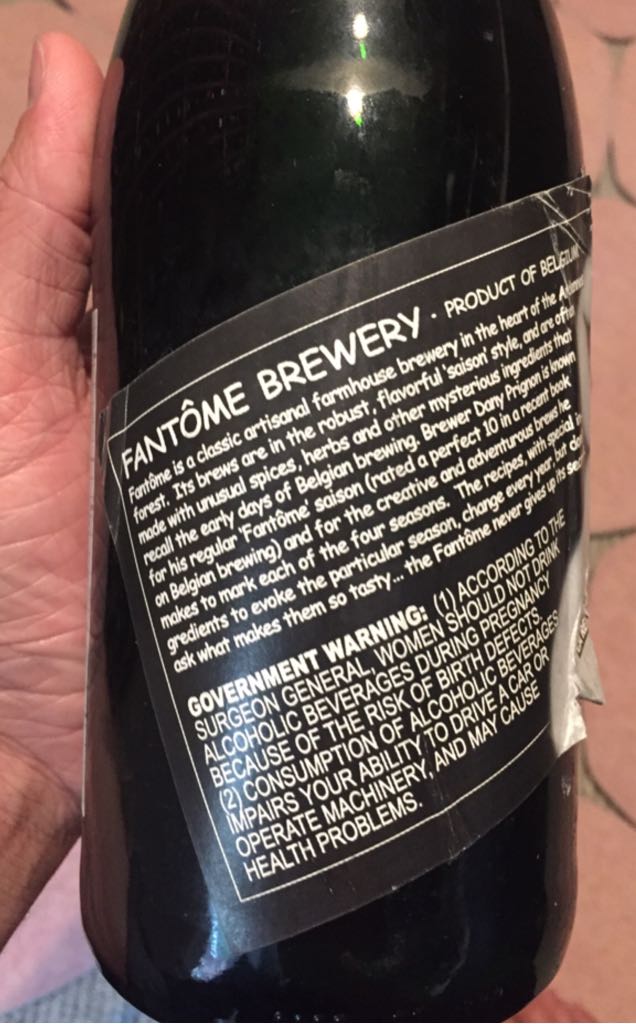 FANTÔME BREWERY · PRODUCT OF BELGIUM
Fantôme is a classic artisanal farmhouse brewery in the heart of the
forest. Its brews are in the robust, flavorful 'saison' style, and are often
made with unusual spices, herbs and other mysterious ingredients that
recall the early days of Belgian brewing. Brewer Dany Prignon is known
for his regular 'Fantôme' saison (rated a perfect 10 in a recent book
on Belgian brewing) and for the creative and adventurous brews he
makes to mark each of the four seasons. The recipes, with special in-
gredients to evoke the particular season, change every year, but don't
ask what makes them so tasty... the Fantôme never gives up its
GOVERNMENT WARNING: (1) ACCORDING TO THE
SURGEON GENERAL, WOMEN SHOULD NOT DRINK
ALCOHOLIC BEVERAGES DURING PREGNANCY
BECAUSE OF THE RISK OF BIRTH DEFECTS.
(2) CONSUMPTION OF ALCOHOLIC BEVERAGES
IMPAIRS YOUR ABILITY TO DRIVE A CAR OR
OPERATE MACHINERY, AND MAY CAUSE
HEALTH PROBLEMS.